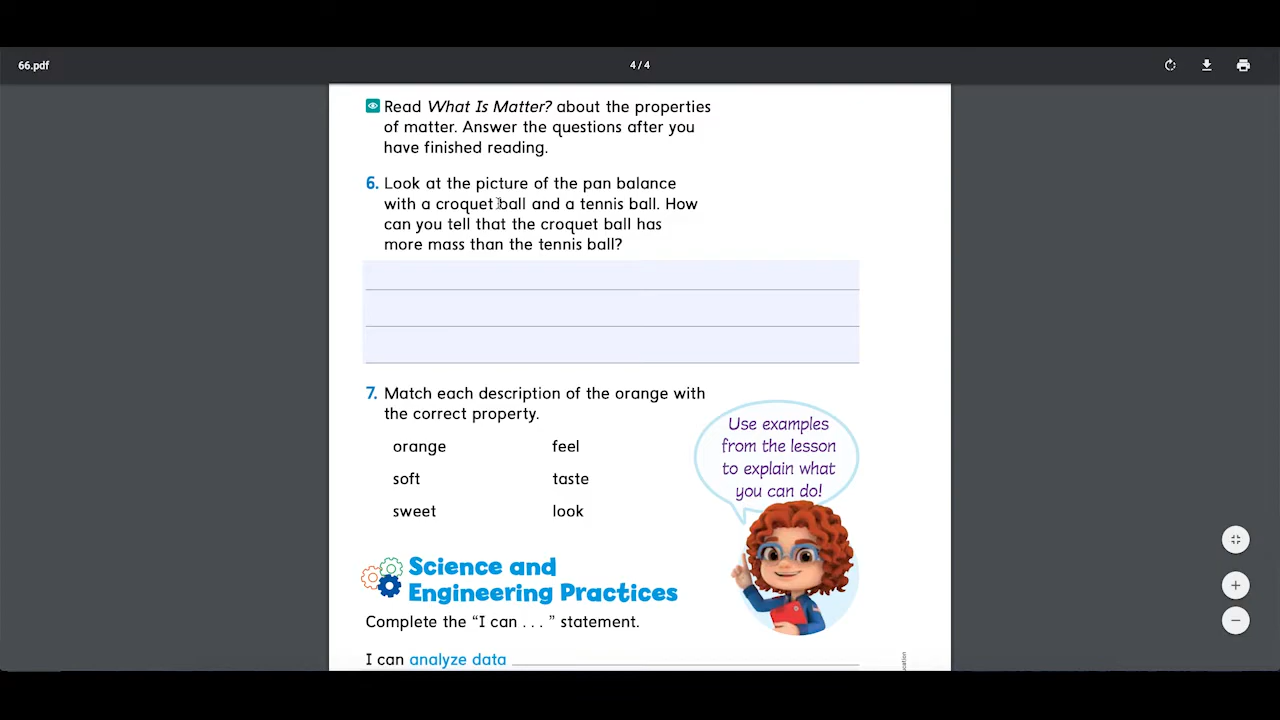 66.pdf
4 / 4
Read What Is Matter? about the properties
of matter. Answer the questions after you
have finished reading.
6. Look at the picture of the pan balance
with a croquet ball and a tennis ball. How
can you tell that the croquet ball has
more mass than the tennis ball?
7. Match each description of the orange with
the correct property.
orange feel
soft taste
sweet look
Use examples
from the lesson
to explain what
you can do!
Science and
Engineering Practices
Complete the “I can . . . ” statement.
I can analyze data